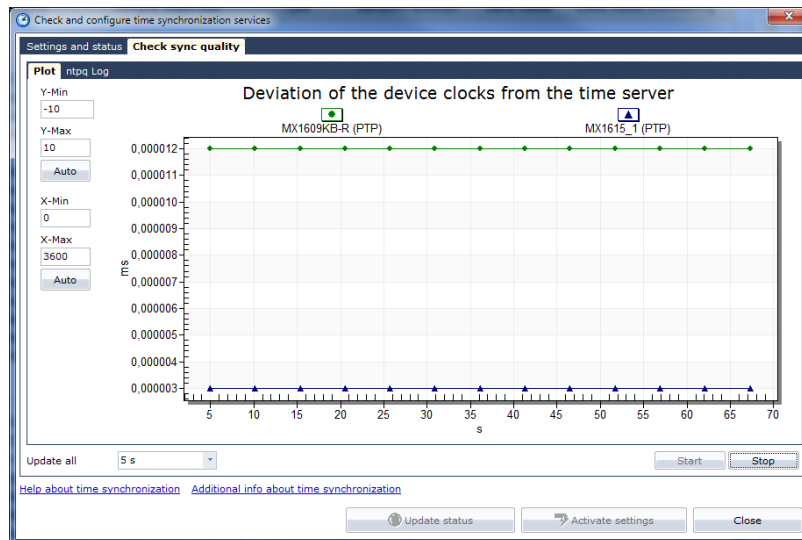 Check and configure time synchronization services
Settings and status Check sync quality
Plot ntpq Log
Y-Min
-10
Y-Max
10
Auto
X-Min
0
X-Max
3600
Auto
Deviation of the device clocks from the time server
MX1609KB-R (PTP) MX1615_1 (PTP)
0,000012
0,000011
0,000010
0,000009
0,000008
0,000007
0,000006
0,000005
0,000004
0,000003
ms
5 10 15 20 25 30 35 40 45 50 55 60 65 70
s
Update all 5 s Start Stop
Help about time synchronization Additional info about time synchronization
Update status Activate settings Close